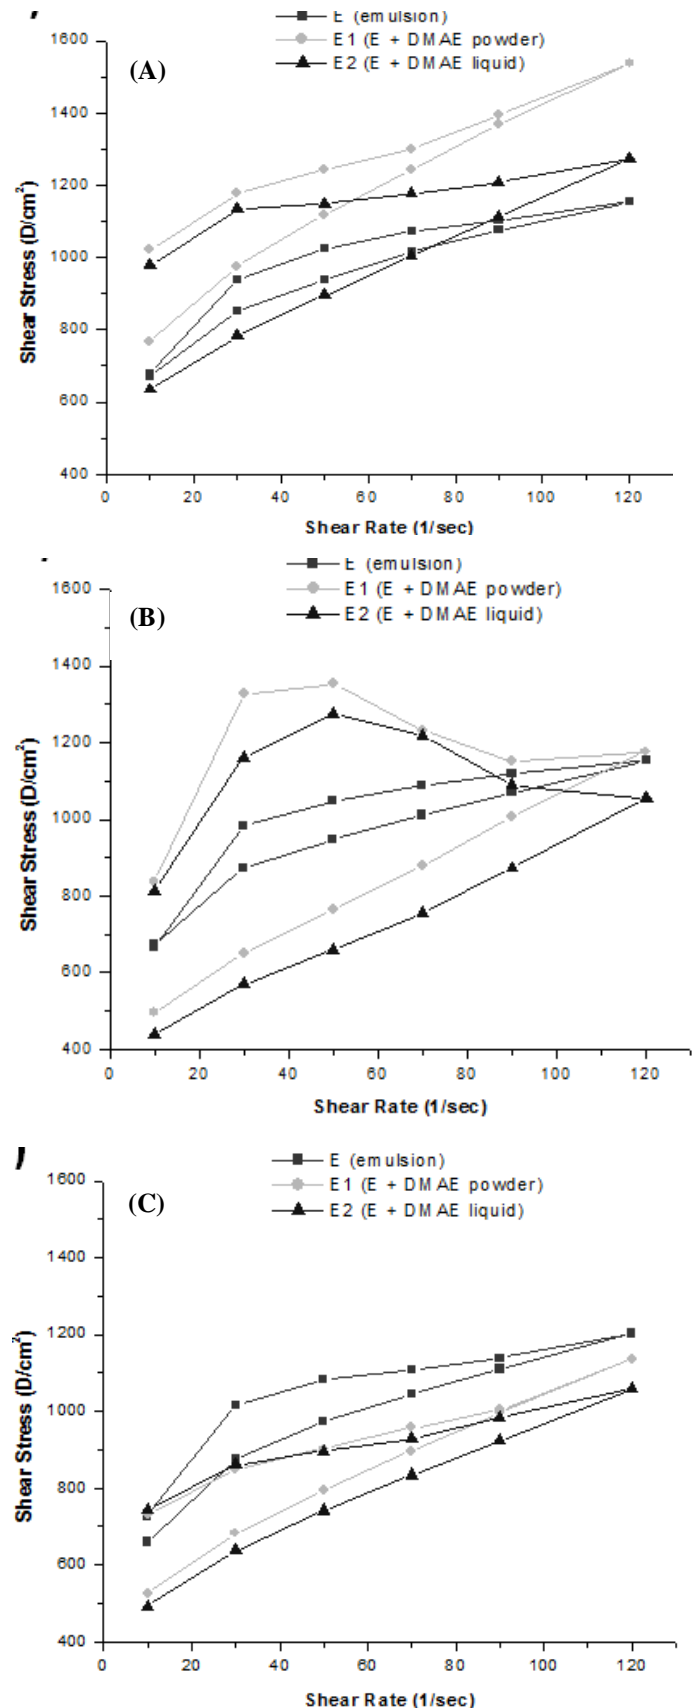 E (emulsion)
E1 (E + DMAE powder)
E2 (E + DMAE liquid)
(A)
1600
1400
1200
1000
800
600
400
Shear Stress (D/cm²)
0 20 40 60 80 100 120
Shear Rate (1/sec)
E (emulsion)
E1 (E + DMAE powder)
E2 (E + DMAE liquid)
(B)
1600
1400
1200
1000
800
600
400
Shear Stress (D/cm²)
0 20 40 60 80 100 120
Shear Rate (1/sec)
E (emulsion)
E1 (E + DMAE powder)
E2 (E + DMAE liquid)
(C)
1600
1400
1200
1000
800
600
400
Shear Stress (D/cm²)
0 20 40 60 80 100 120
Shear Rate (1/sec)